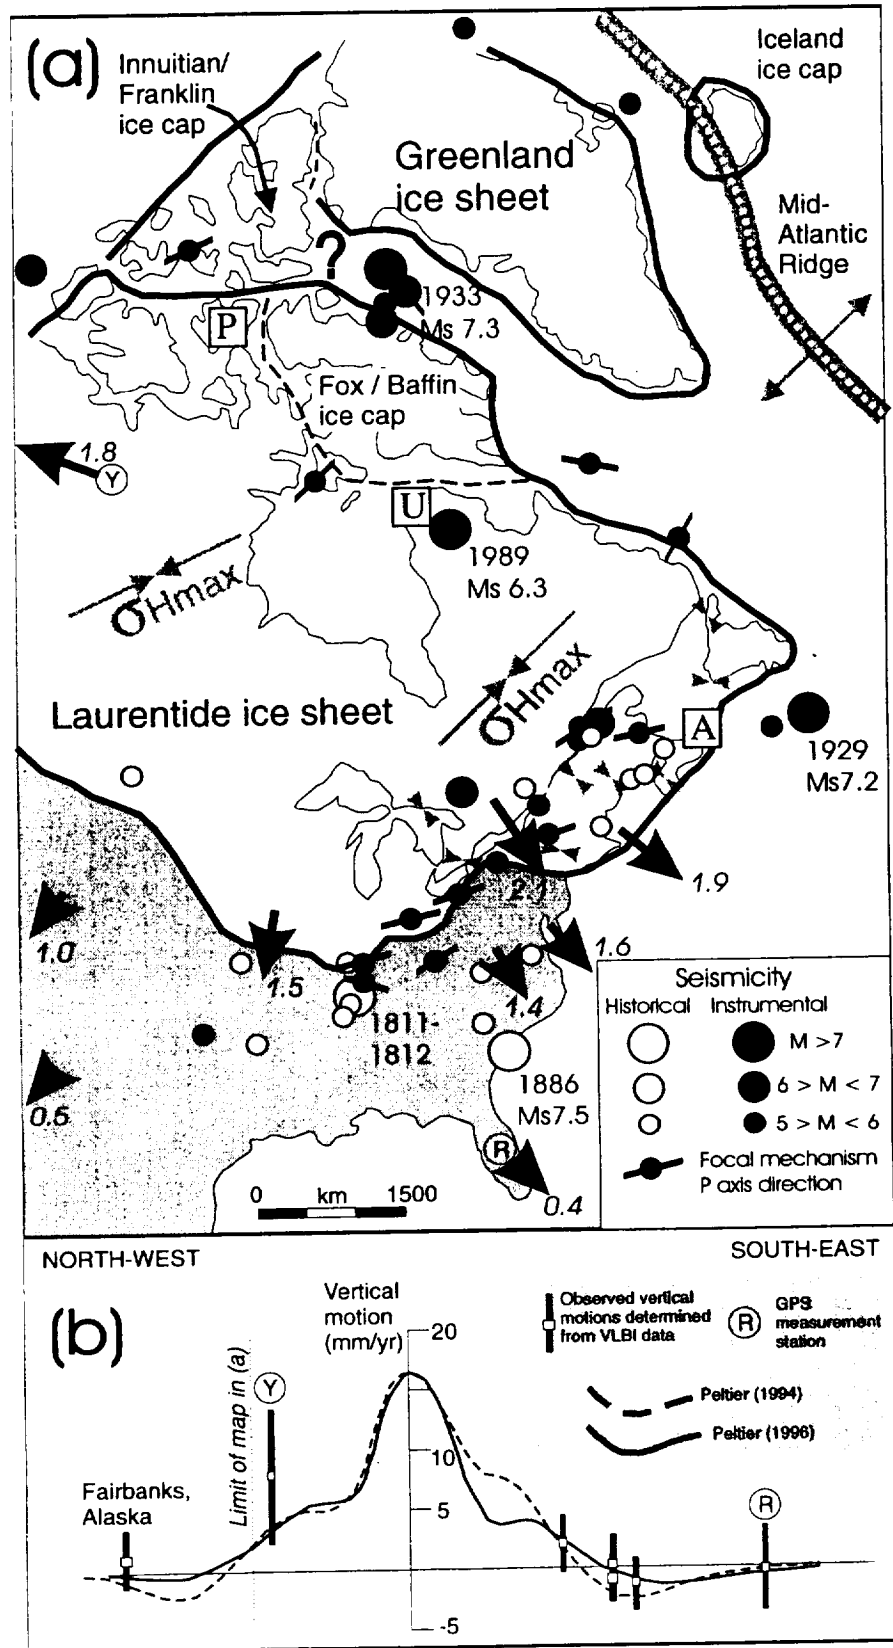 (a)
Innuitian/
Franklin
ice cap
Iceland
ice cap
Greenland
ice sheet
Mid-
Atlantic
Ridge
?
1933
Ms 7.3
P
Fox / Baffin
ice cap
1.8
Y
U
1989
Ms 6.3
σHmax
σHmax
Laurentide ice sheet
A
1929
Ms7.2
1.9
1.0
1.5
1.6
1.4
1811-
1812
1886
Ms7.5
0.4
R
0 km 1500
Seismicity
Historical Instrumental
M >7
6 > M < 7
5 > M < 6
Focal mechanism
P axis direction
NORTH-WEST
SOUTH-EAST
(b)
Vertical
motion
(mm/yr)
20
10
5
-5
Observed vertical
motions determined
from VLBI data
R
GPS
measurement
station
Peltier (1994)
Peltier (1996)
Limit of map in (a)
Y
Fairbanks,
Alaska
R